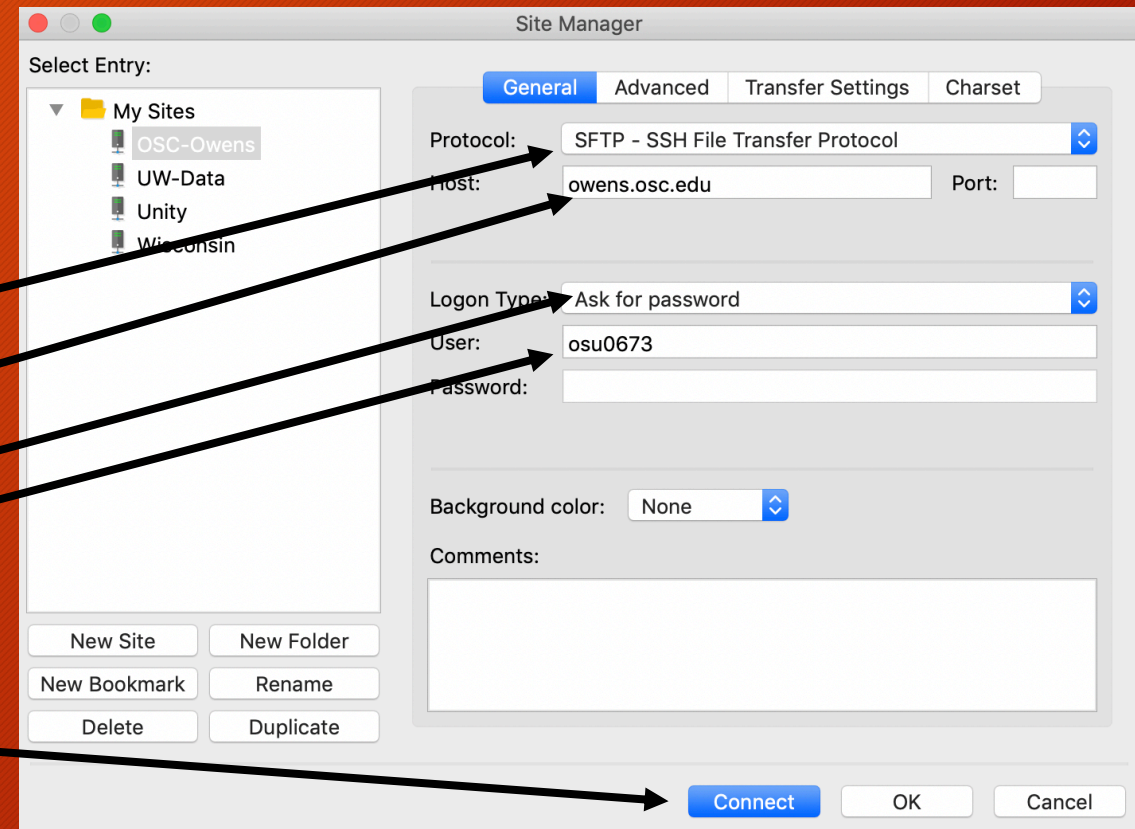 Site Manager
Select Entry:
My Sites
OSC-Owens
UW-Data
Unity
Wisconsin
New Site New Folder
New Bookmark Rename
Delete Duplicate
General Advanced Transfer Settings Charset
Protocol: SFTP - SSH File Transfer Protocol
Host: owens.osc.edu Port:
Logon Type: Ask for password
User: osu0673
Password:
Background color: None
Comments:
Connect OK Cancel